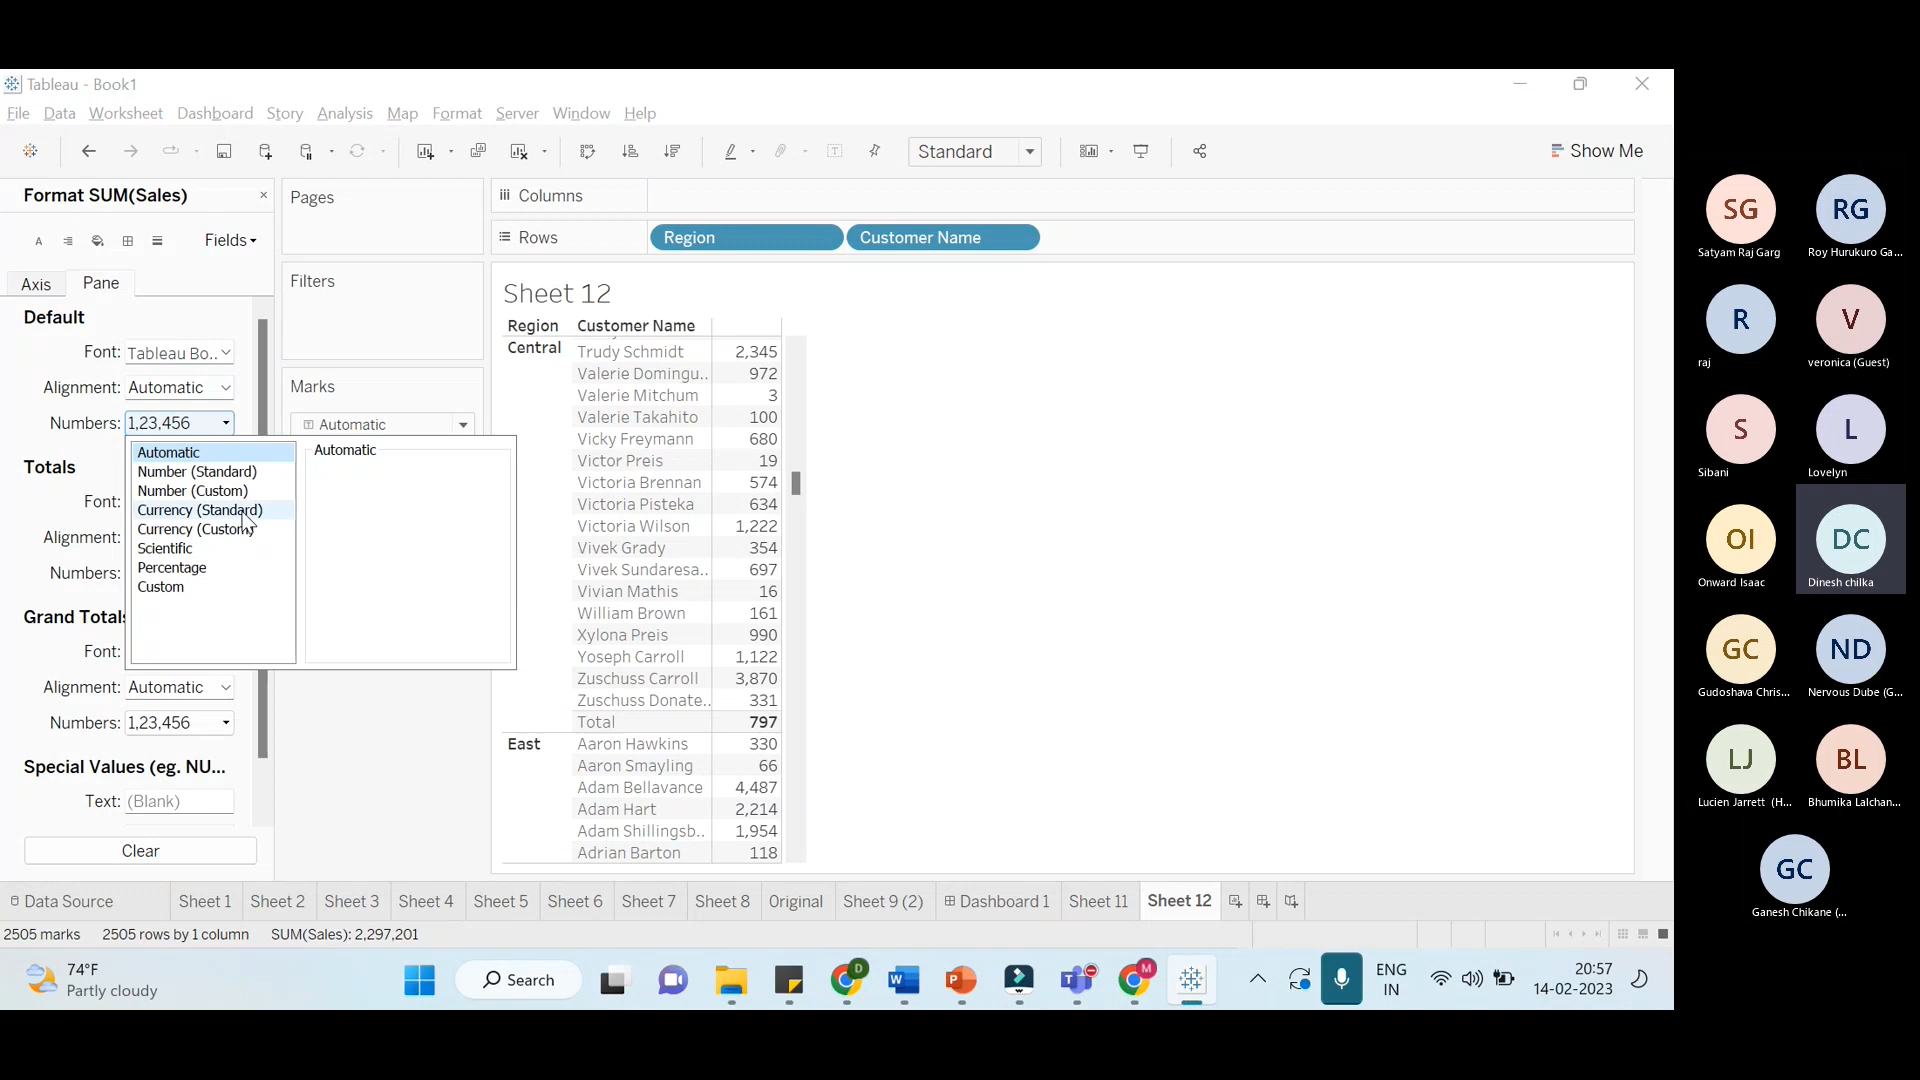 Tableau - Book1
File Data Worksheet Dashboard Story Analysis Map Format Server Window Help
Standard
Show Me
Format SUM(Sales)
Fields
Axis
Pane
Default
Font: Tableau Bo..
Alignment: Automatic
Numbers: 1,23,456
Totals
Font:
Alignment:
Numbers:
Grand Totals
Font:
Alignment: Automatic
Numbers: 1,23,456
Special Values (eg. NU...
Text: (Blank)
Clear
Automatic
Number (Standard)
Number (Custom)
Currency (Standard)
Currency (Custom)
Scientific
Percentage
Custom
Automatic
Pages
Filters
Marks
Automatic
Columns
Rows
Region
Customer Name
Sheet 12
Region Customer Name
Central
Trudy Schmidt 2,345
Valerie Domingu.. 972
Valerie Mitchum 3
Valerie Takahito 100
Vicky Freymann 680
Victor Preis 19
Victoria Brennan 574
Victoria Pisteka 634
Victoria Wilson 1,222
Vivek Grady 354
Vivek Sundaresa.. 697
Vivian Mathis 16
William Brown 161
Xylona Preis 990
Yoseph Carroll 1,122
Zuschuss Carroll 3,870
Zuschuss Donate.. 331
Total 797
East Aaron Hawkins 330
Aaron Smayling 66
Adam Bellavance 4,487
Adam Hart 2,214
Adam Shillingsb.. 1,954
Adrian Barton 118
Data Source Sheet 1 Sheet 2 Sheet 3 Sheet 4 Sheet 5 Sheet 6 Sheet 7 Sheet 8 Original Sheet 9 (2) Dashboard 1 Sheet 11 Sheet 12
2505 marks 2505 rows by 1 column SUM(Sales): 2,297,201
74°F
Partly cloudy
Search
D
M
ENG
IN
20:57
14-02-2023
SG
Satyam Raj Garg
RG
Roy Hurukuro Ga...
R
raj
V
veronica (Guest)
S
Sibani
L
Lovelyn
OI
Onward Isaac
DC
Dinesh chilka
GC
Gudoshava Chris...
ND
Nervous Dube (G...
LJ
Lucien Jarrett (H...
BL
Bhumika Lalchan...
GC
Ganesh Chikane (...